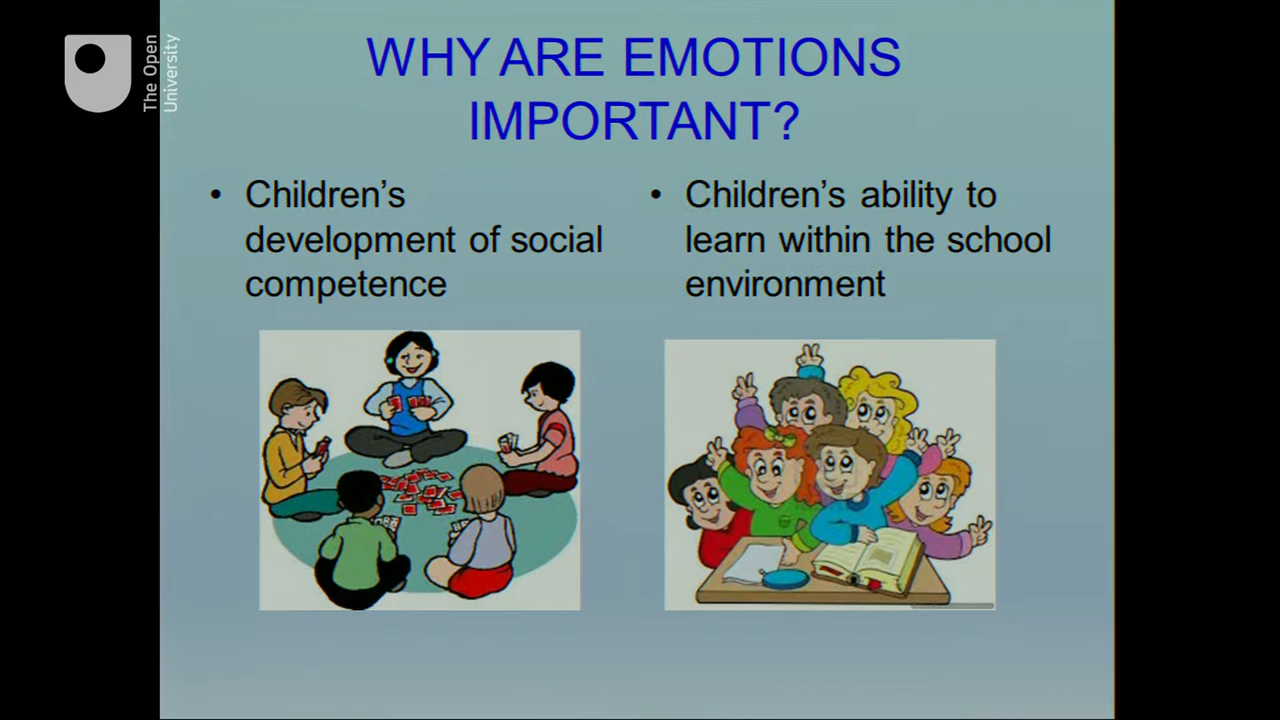 The Open
University
WHY ARE EMOTIONS
IMPORTANT?
• Children’s
development of social
competence
• Children’s ability to
learn within the school
environment